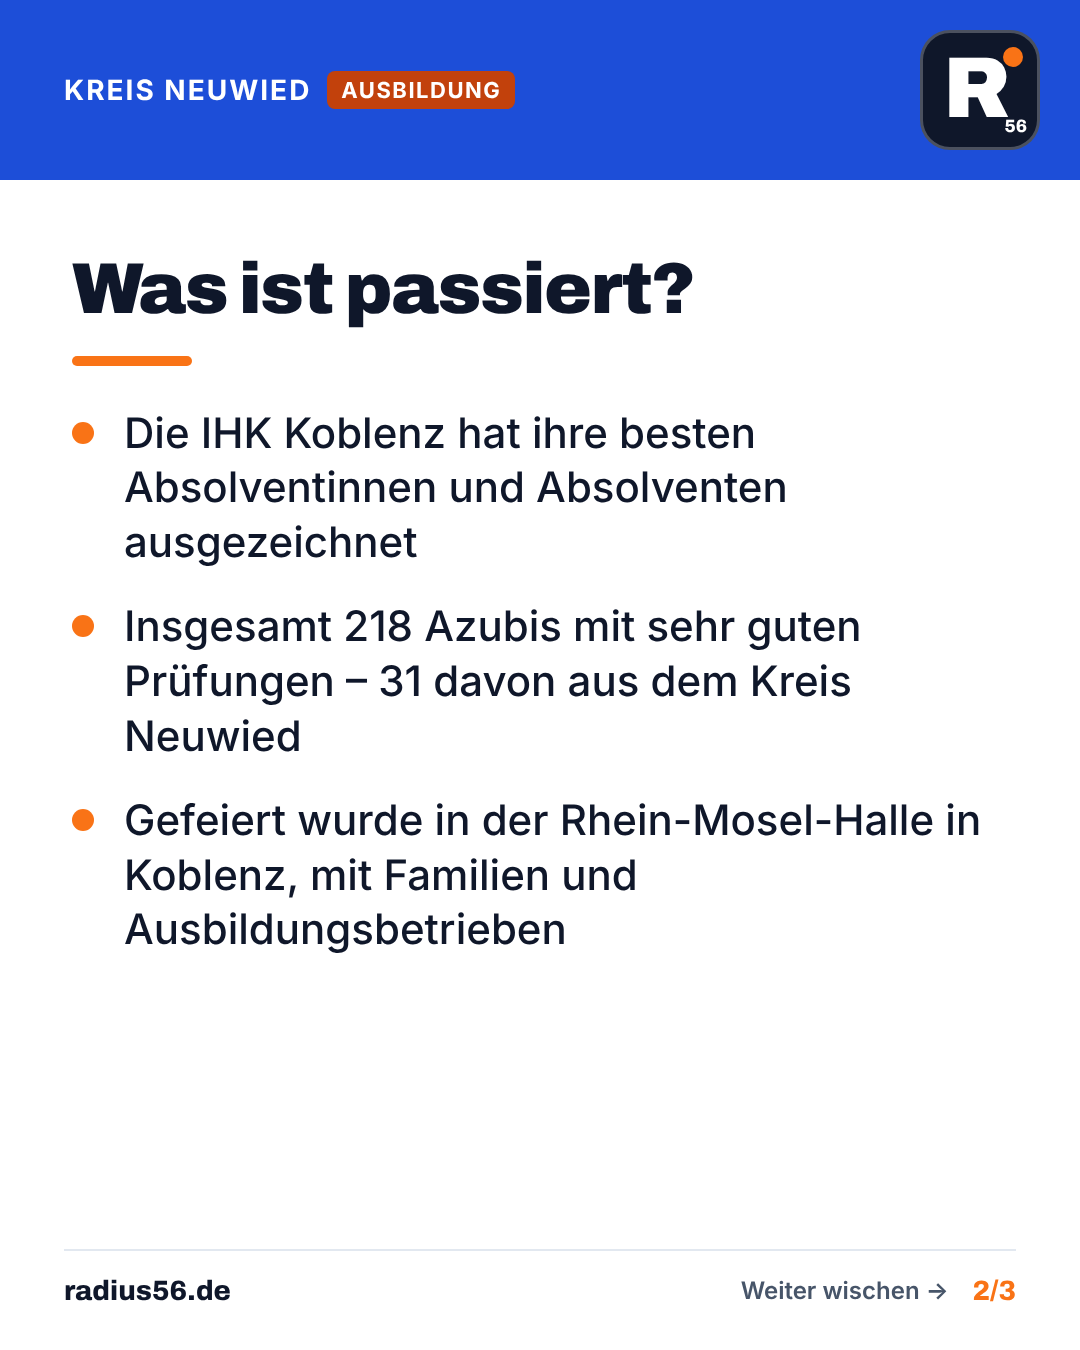 KREIS NEUWIED AUSBILDUNG
R
56
Was ist passiert?
Die IHK Koblenz hat ihre besten
Absolventinnen und Absolventen
ausgezeichnet
Insgesamt 218 Azubis mit sehr guten
Prüfungen – 31 davon aus dem Kreis
Neuwied
Gefeiert wurde in der Rhein-Mosel-Halle in
Koblenz, mit Familien und
Ausbildungsbetrieben
radius56.de
Weiter wischen → 2/3